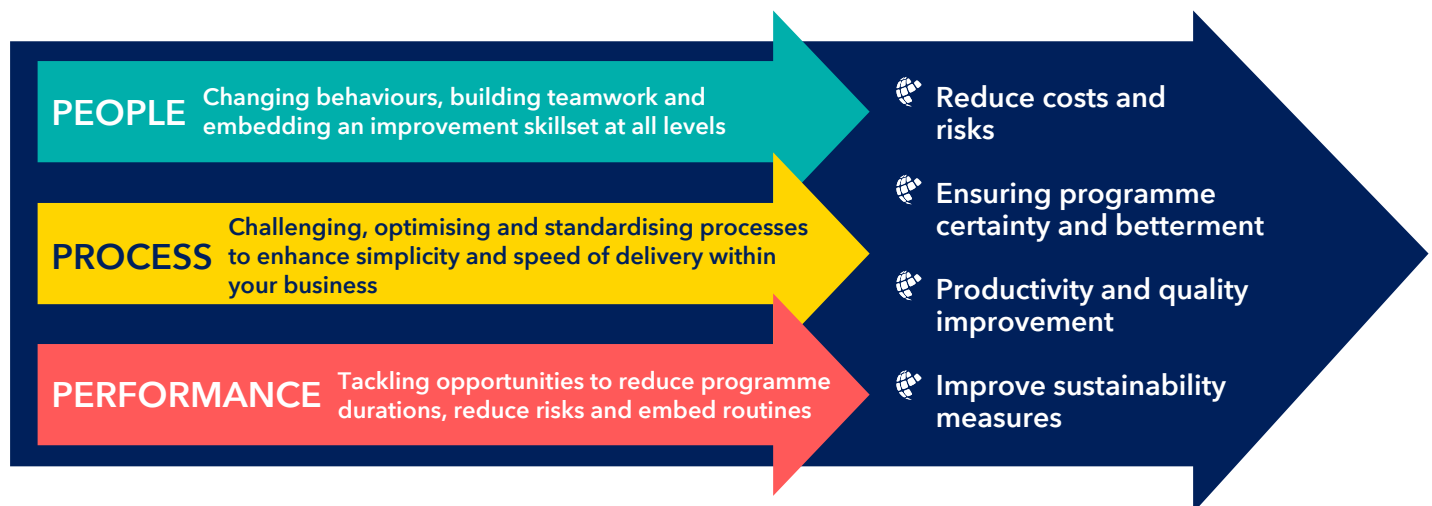 PEOPLE
Changing behaviours, building teamwork and
embedding an improvement skillset at all levels
PROCESS
Challenging, optimising and standardising processes
to enhance simplicity and speed of delivery within
your business
PERFORMANCE
Tackling opportunities to reduce programme
durations, reduce risks and embed routines
Reduce costs and
risks
Ensuring programme
certainty and betterment
Productivity and quality
improvement
Improve sustainability
measures